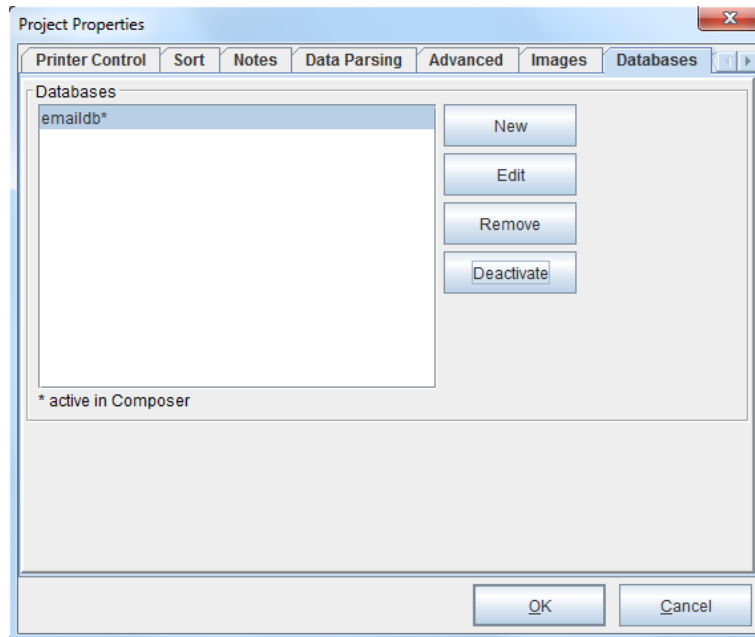 Project Properties
Printer Control Sort Notes Data Parsing Advanced Images Databases
Databases
emaildb*
New
Edit
Remove
Deactivate
* active in Composer
OK Cancel